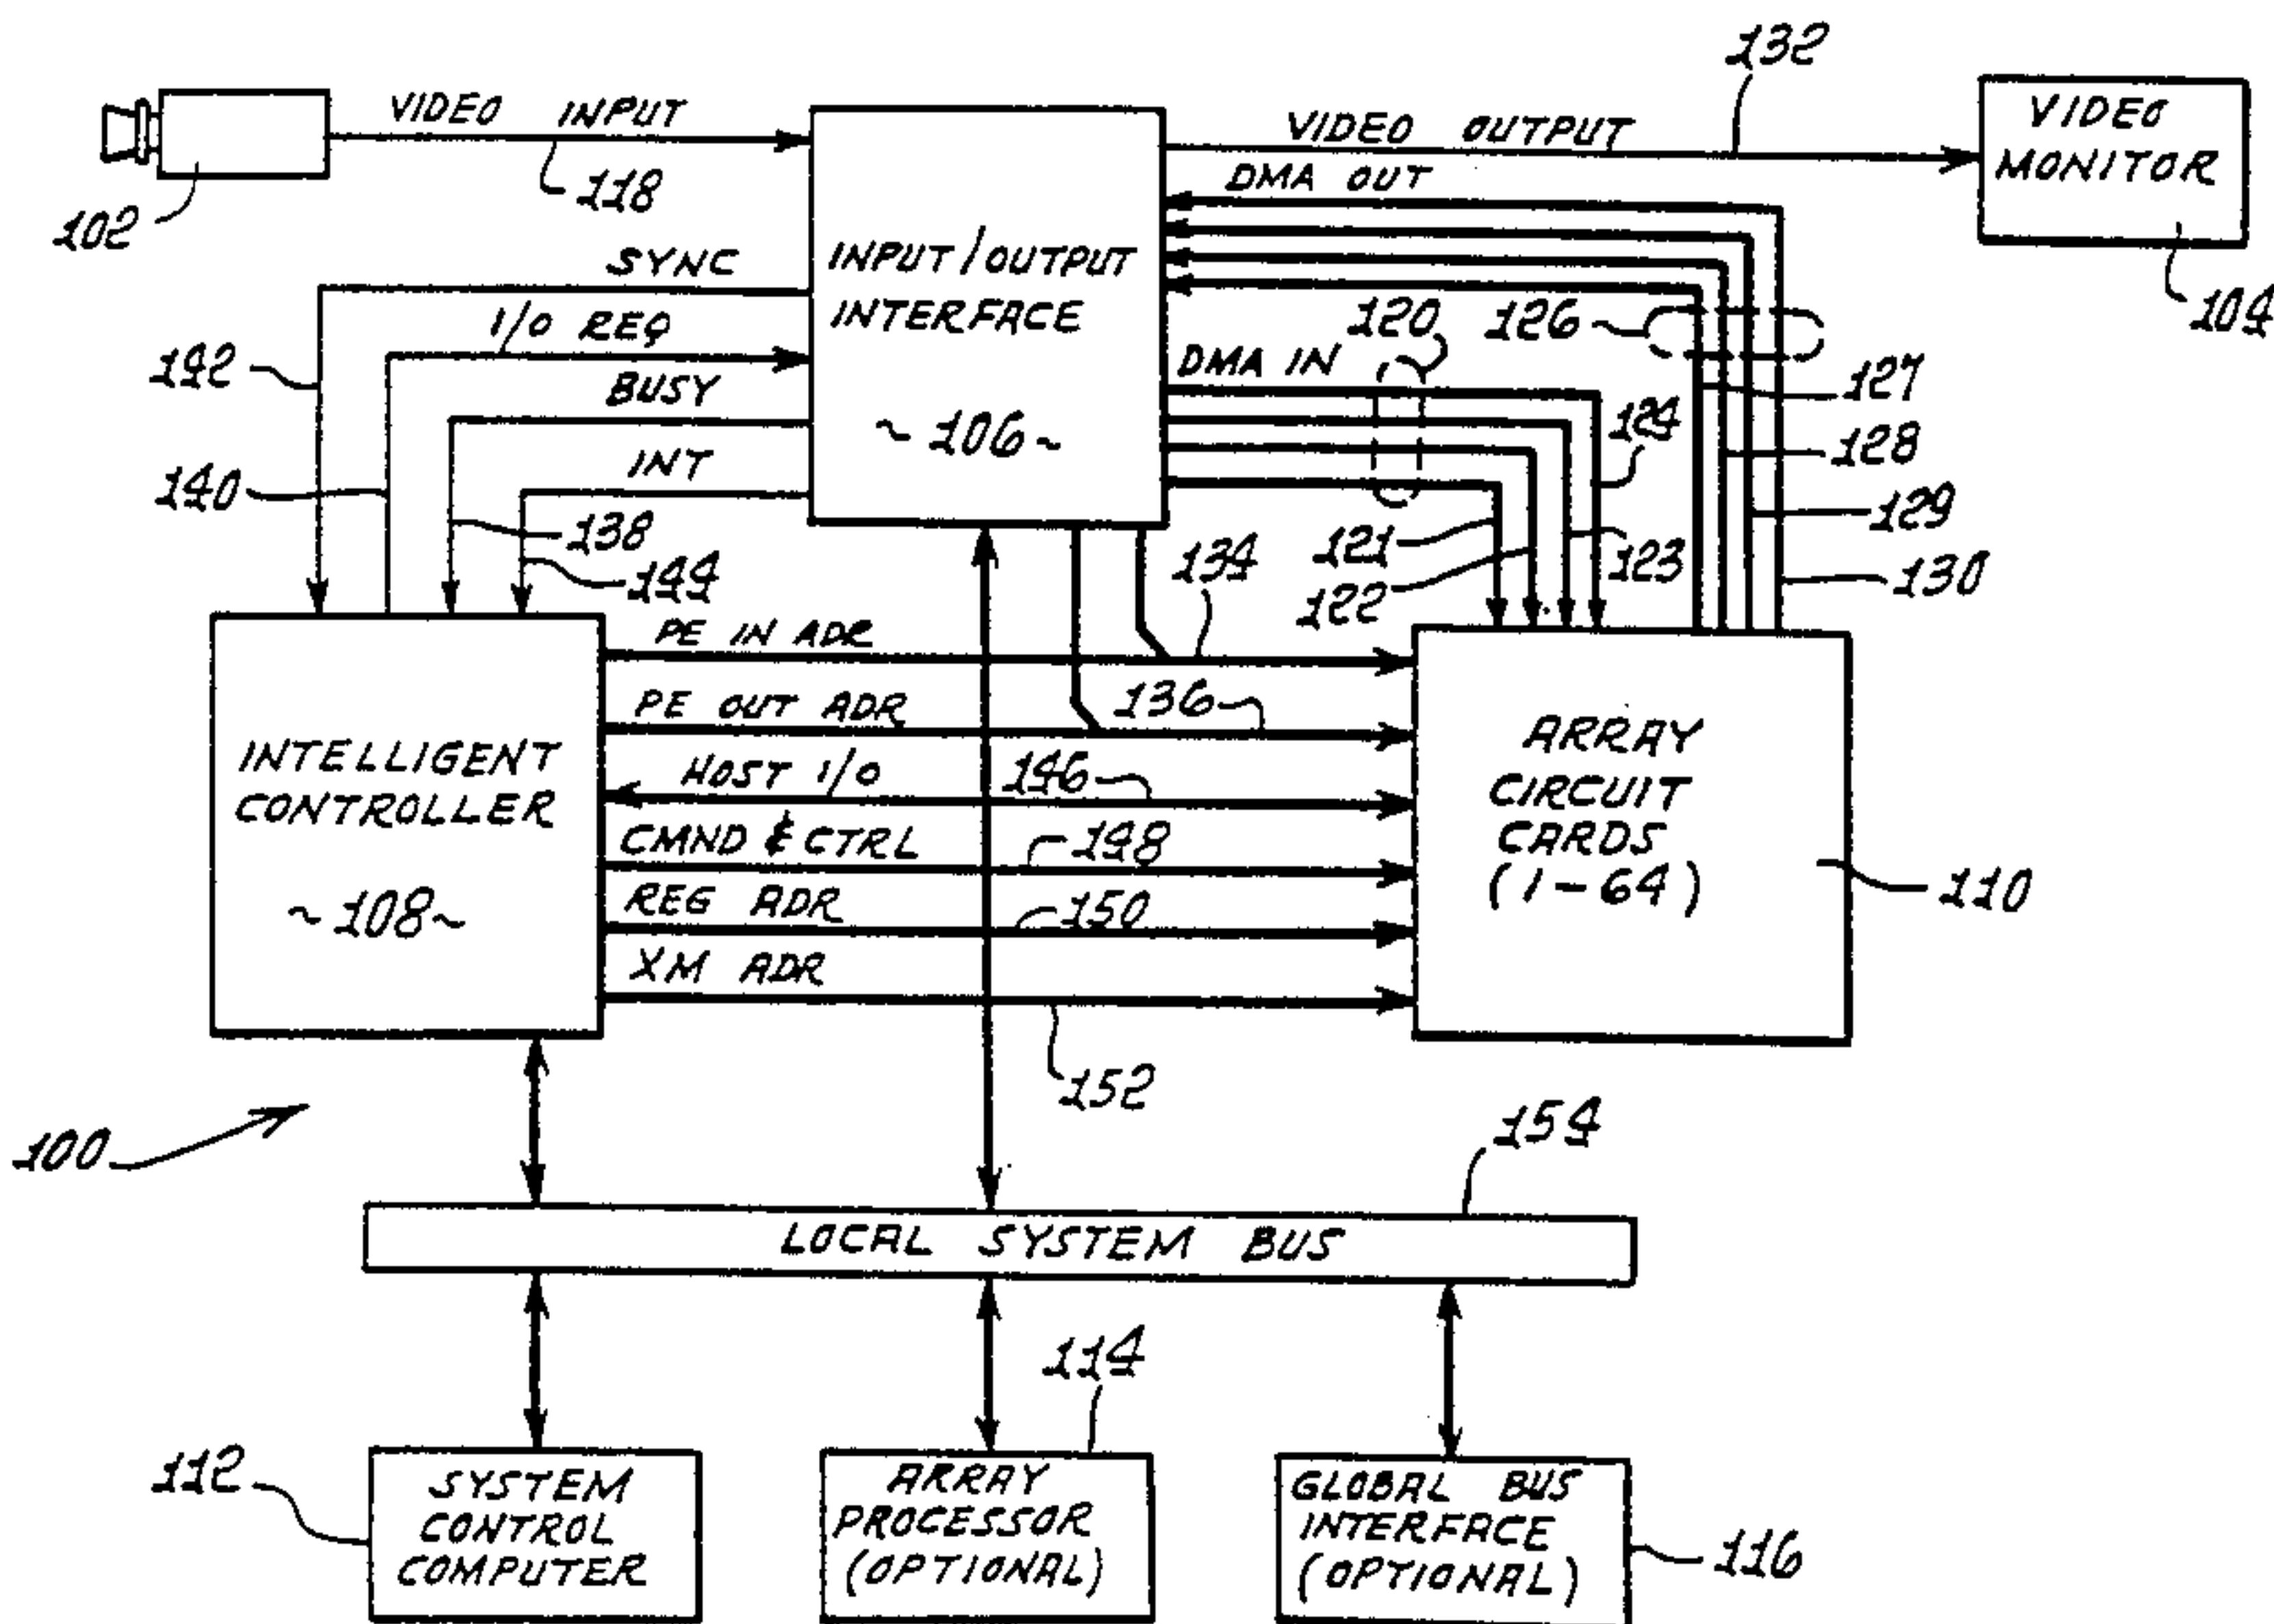 132
VIDEO INPUT
VIDEO OUTPUT
VIDEO
MONITOR
118
102
DMA OUT
SYNC
INPUT/OUTPUT
INTERFACE
~ 106 ~
120
126
104
I/O REQ
142
DMA IN
127
BUSY
124
128
INT
140
129
138
144
121
123
134
122
130
PE IN ADR
PE OUT ADR
136
INTELLIGENT
CONTROLLER
~ 108 ~
HOST I/O
146
ARRAY
CIRCUIT
CARDS
(1-64)
CMND & CTRL
148
110
REG ADR
150
XM ADR
152
100
154
LOCAL SYSTEM BUS
114
112
SYSTEM
CONTROL
COMPUTER
ARRAY
PROCESSOR
(OPTIONAL)
GLOBAL BUS
INTERFACE
(OPTIONAL)
116